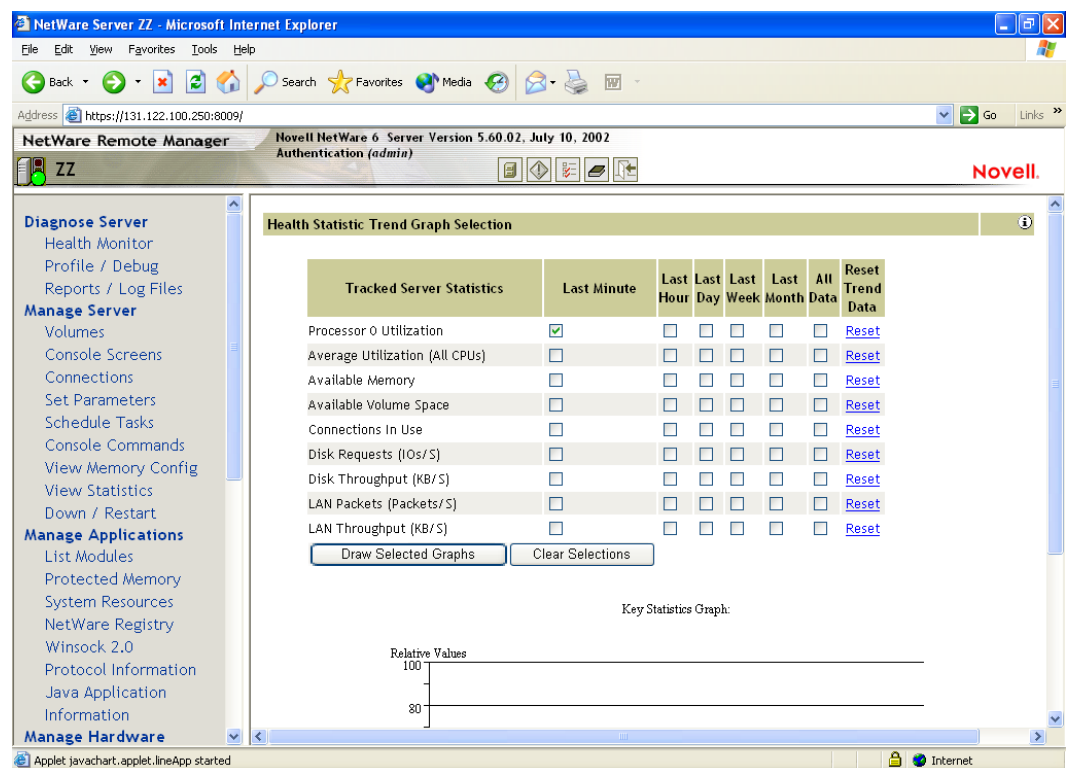 NetWare Server ZZ - Microsoft Internet Explorer
File Edit View Favorites Tools Help
Back Search Favorites Media
Address https://131.122.100.250:8009/ Go Links »
NetWare Remote Manager
ZZ
Novell NetWare 6 Server Version 5.60.02, July 10, 2002
Authentication (admin)
Novell.
Diagnose Server
Health Monitor
Profile / Debug
Reports / Log Files
Manage Server
Volumes
Console Screens
Connections
Set Parameters
Schedule Tasks
Console Commands
View Memory Config
View Statistics
Down / Restart
Manage Applications
List Modules
Protected Memory
System Resources
NetWare Registry
Winsock 2.0
Protocol Information
Java Application
Information
Manage Hardware
Health Statistic Trend Graph Selection
Tracked Server Statistics Last Minute Last Hour Last Day Last Week Last Month All Data Reset Trend Data
Processor 0 Utilization Reset
Average Utilization (All CPUs) Reset
Available Memory Reset
Available Volume Space Reset
Connections In Use Reset
Disk Requests (IOs/S) Reset
Disk Throughput (KB/S) Reset
LAN Packets (Packets/S) Reset
LAN Throughput (KB/S) Reset
Draw Selected Graphs Clear Selections
Key Statistics Graph:
Relative Values
100
80
Applet javachart.applet.lineApp started Internet